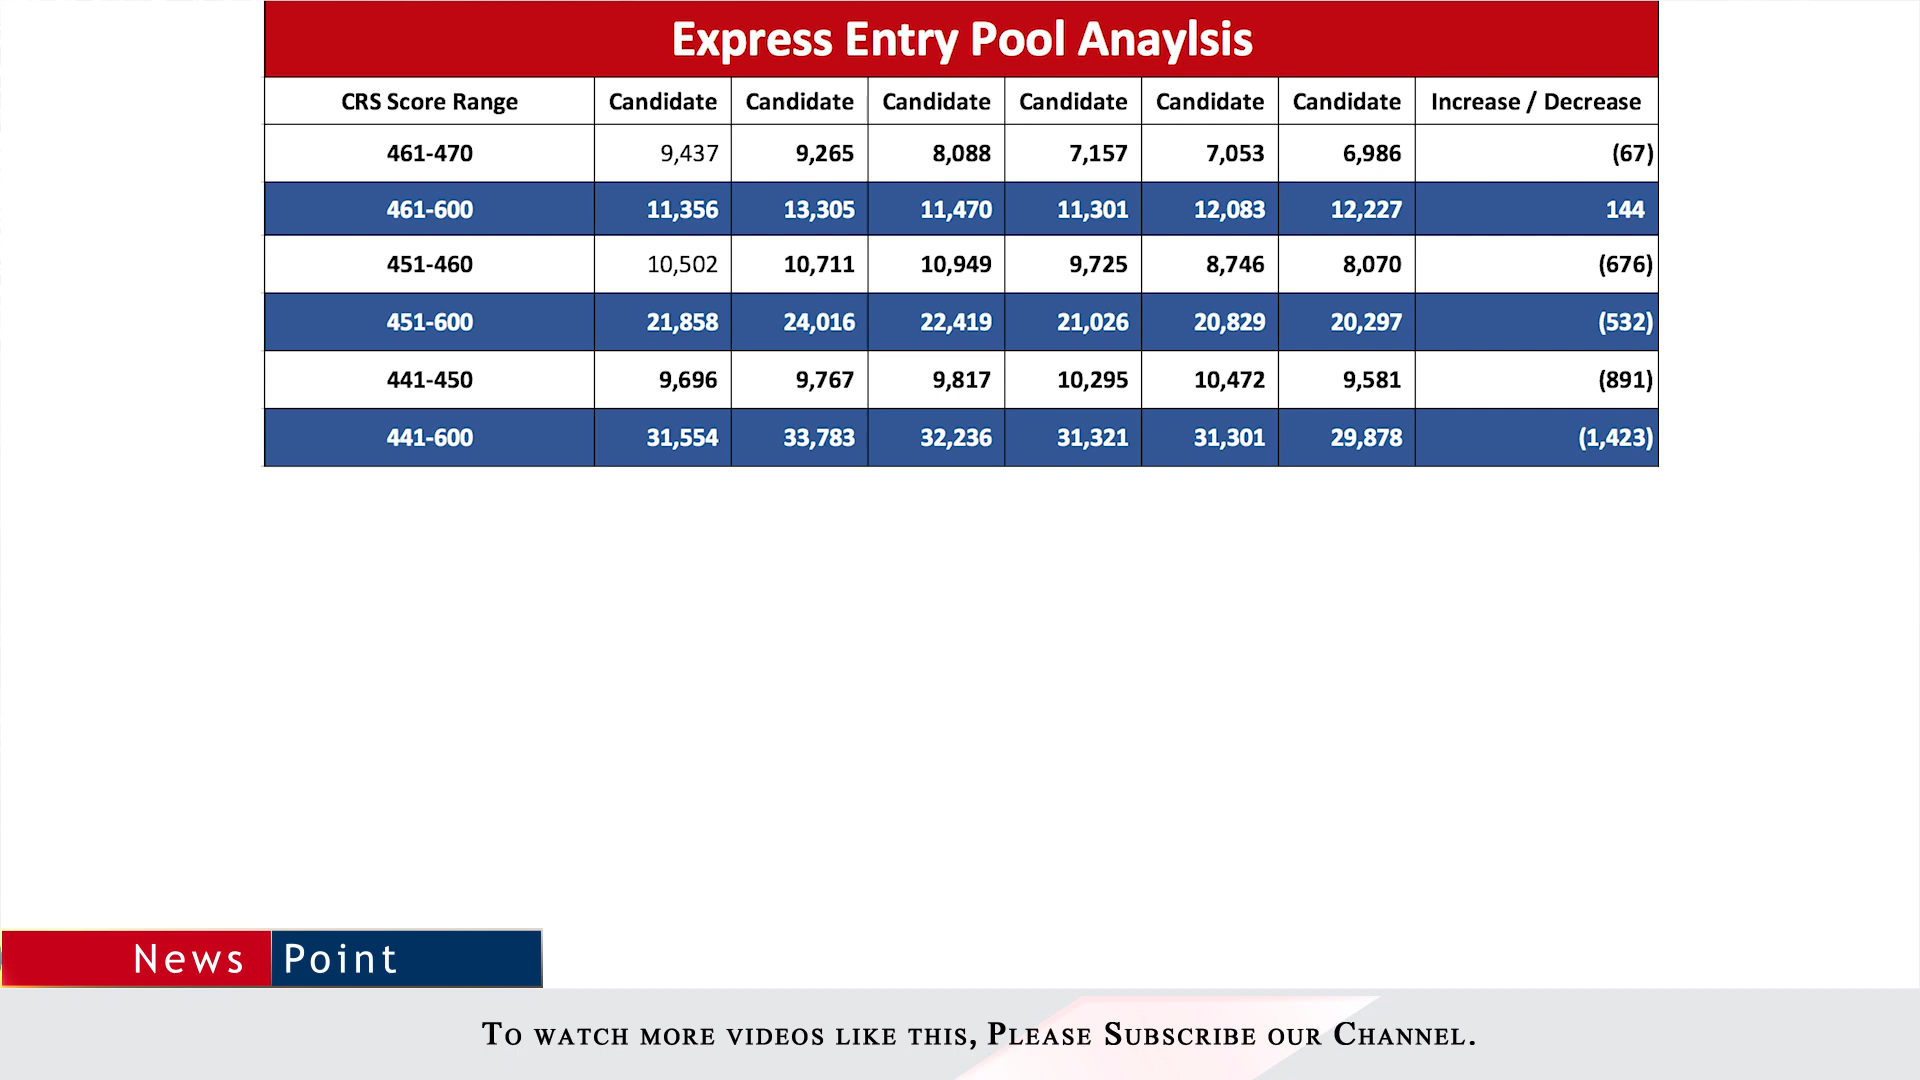 Express Entry Pool Anaylsis
CRS Score Range Candidate Candidate Candidate Candidate Candidate Candidate Increase / Decrease
461-470 9,437 9,265 8,088 7,157 7,053 6,986 (67)
461-600 11,356 13,305 11,470 11,301 12,083 12,227 144
451-460 10,502 10,711 10,949 9,725 8,746 8,070 (676)
451-600 21,858 24,016 22,419 21,026 20,829 20,297 (532)
441-450 9,696 9,767 9,817 10,295 10,472 9,581 (891)
441-600 31,554 33,783 32,236 31,321 31,301 29,878 (1,423)
News Point
To watch more videos like this, Please Subscribe our Channel.